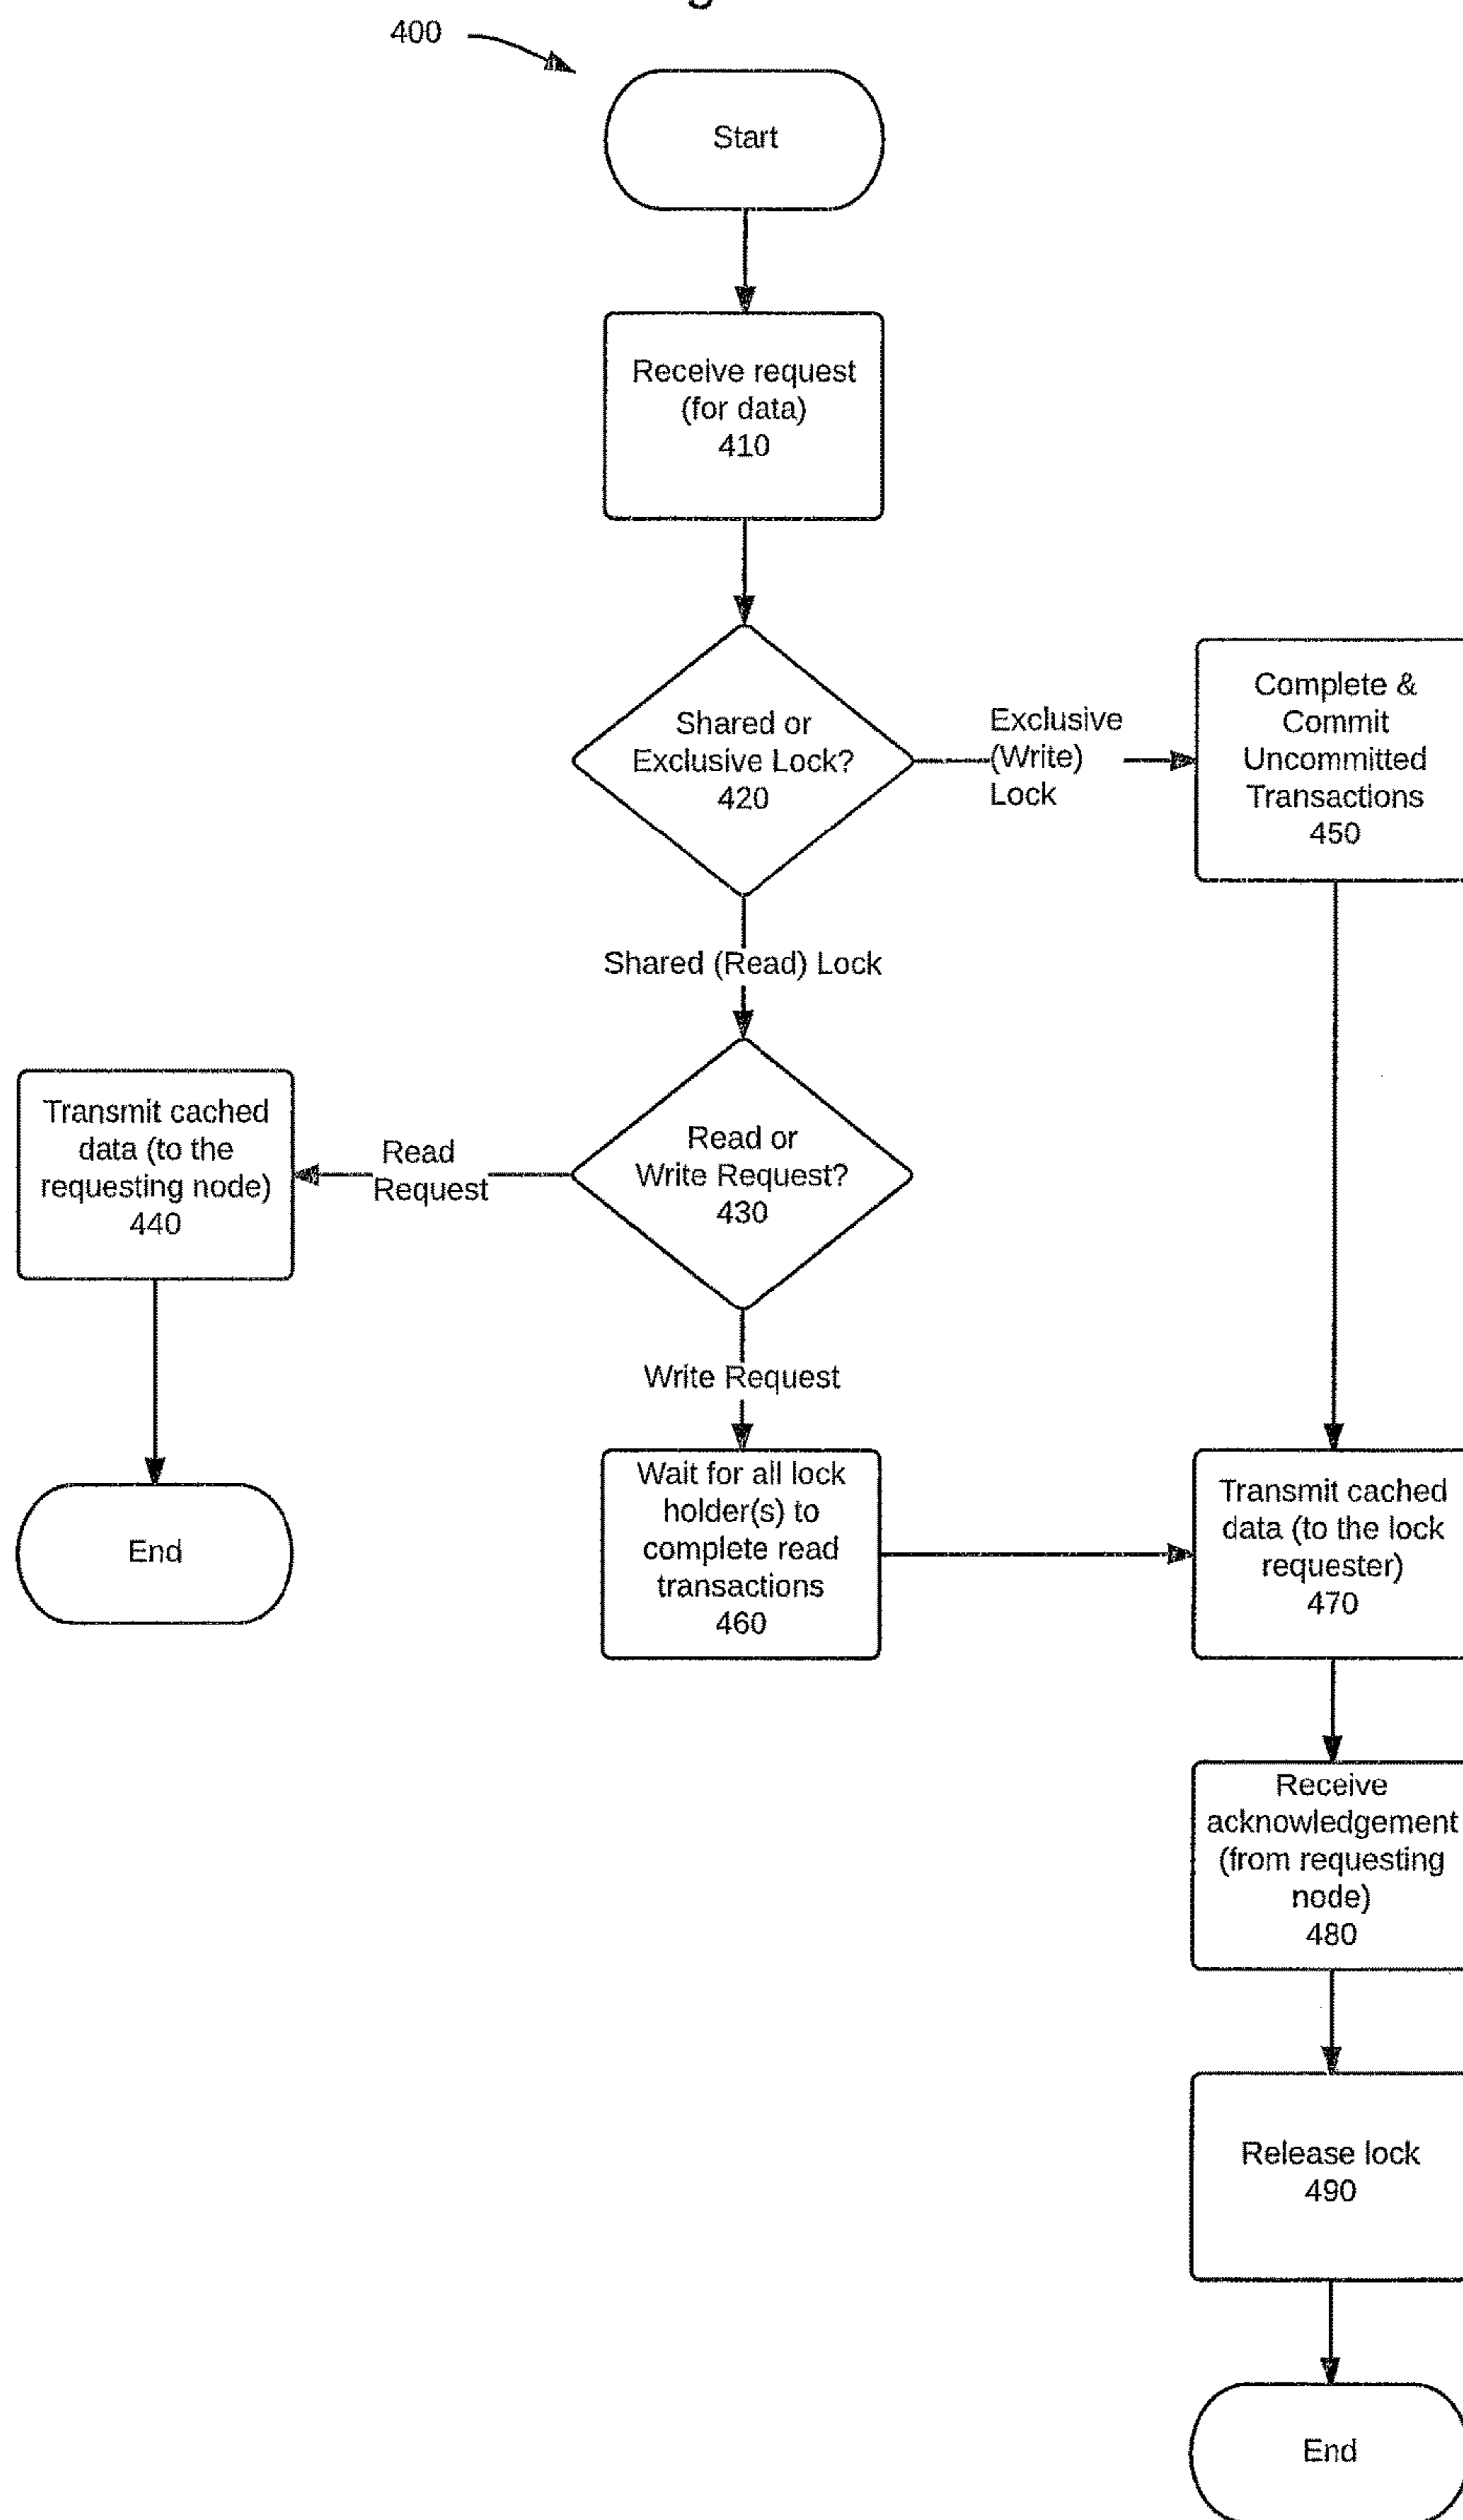 400
Start
Receive request
(for data)
410
Shared or
Exclusive Lock?
420
Exclusive
(Write)
Lock
Complete &
Commit
Uncommitted
Transactions
450
Shared (Read) Lock
Read or
Write Request?
430
Read
Request
Transmit cached
data (to the
requesting node)
440
End
Write Request
Wait for all lock
holder(s) to
complete read
transactions
460
Transmit cached
data (to the lock
requester)
470
Receive
acknowledgement
(from requesting
node)
480
Release lock
490
End